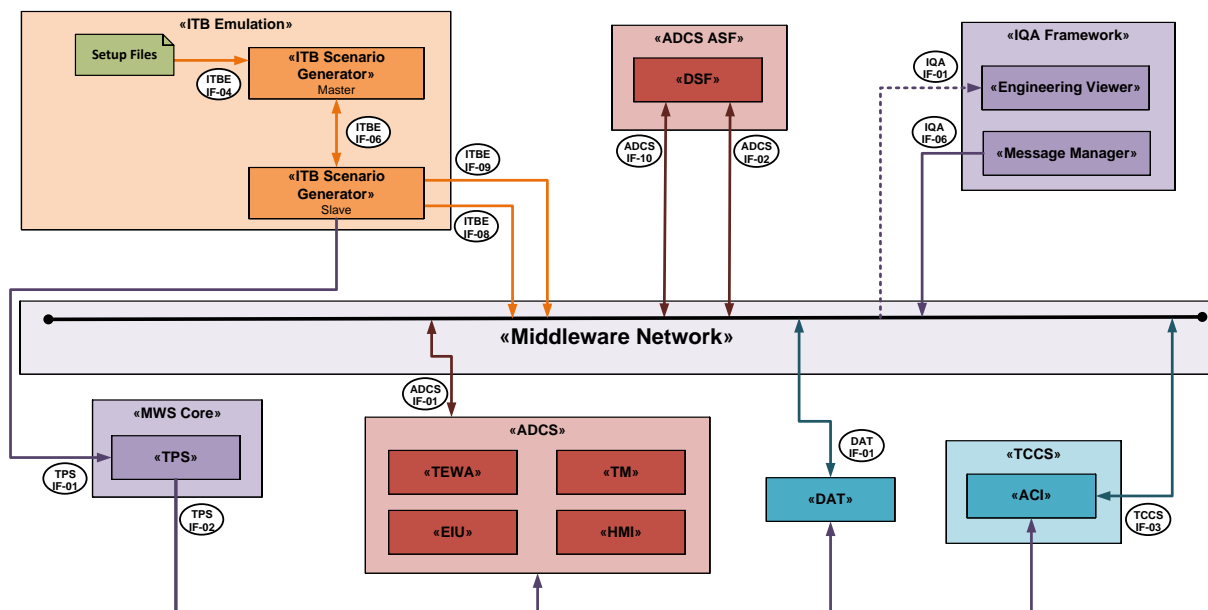 «ITB Emulation»
Setup Files
«ITB Scenario
Generator»
Master
ITBE
IF-04
ITBE
IF-06
«ITB Scenario
Generator»
Slave
ITBE
IF-09
ITBE
IF-08
«ADCS ASF»
«DSF»
ADCS
IF-10
ADCS
IF-02
«IQA Framework»
IQA
IF-01
«Engineering Viewer»
IQA
IF-06
«Message Manager»
«Middleware Network»
«MWS Core»
«TPS»
TPS
IF-01
TPS
IF-02
ADCS
IF-01
«ADCS»
«TEWA»
«TM»
«EIU»
«HMI»
DAT
IF-01
«DAT»
«TCCS»
«ACI»
TCCS
IF-03